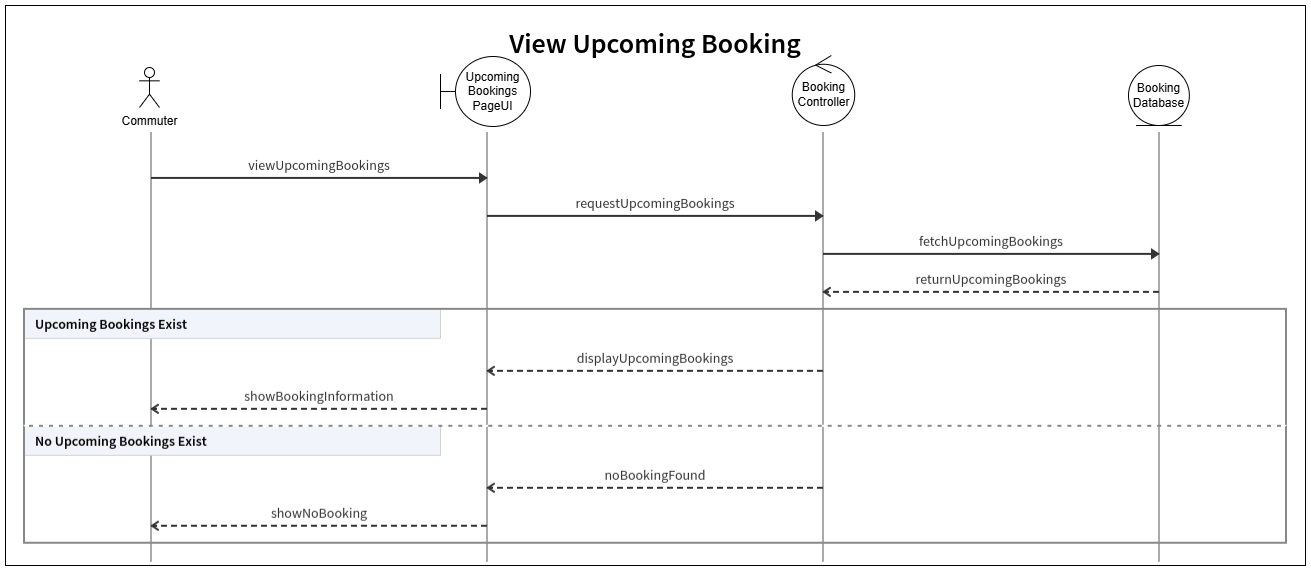 View Upcoming Booking
Commuter
Upcoming
Bookings
PageUI
Booking
Controller
Booking
Database
viewUpcomingBookings
requestUpcomingBookings
fetchUpcomingBookings
returnUpcomingBookings
Upcoming Bookings Exist
displayUpcomingBookings
showBookingInformation
No Upcoming Bookings Exist
noBookingFound
showNoBooking